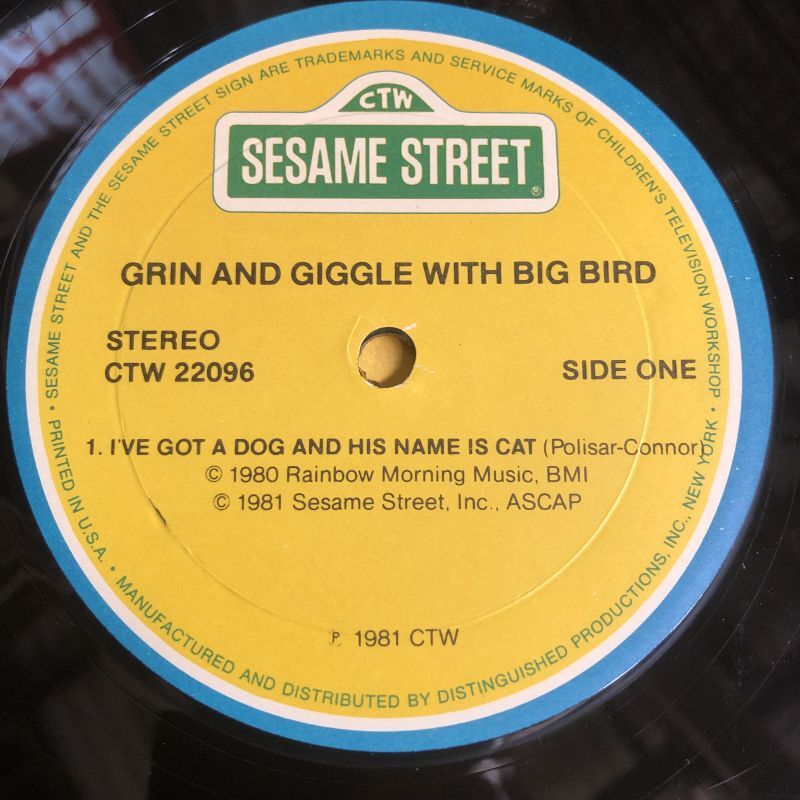 SESAME STREET AND THE SESAME STREET SIGN ARE TRADEMARKS AND SERVICE MARKS OF CHILDREN'S TELEVISION WORKSHOP •
CTW
SESAME STREET ®
GRIN AND GIGGLE WITH BIG BIRD
STEREO
CTW 22096
SIDE ONE
1. I'VE GOT A DOG AND HIS NAME IS CAT (Polisar-Connor)
© 1980 Rainbow Morning Music, BMI
© 1981 Sesame Street, Inc., ASCAP
℗ 1981 CTW
• PRINTED IN U.S.A. • MANUFACTURED AND DISTRIBUTED BY DISTINGUISHED PRODUCTIONS, INC., NEW YORK •